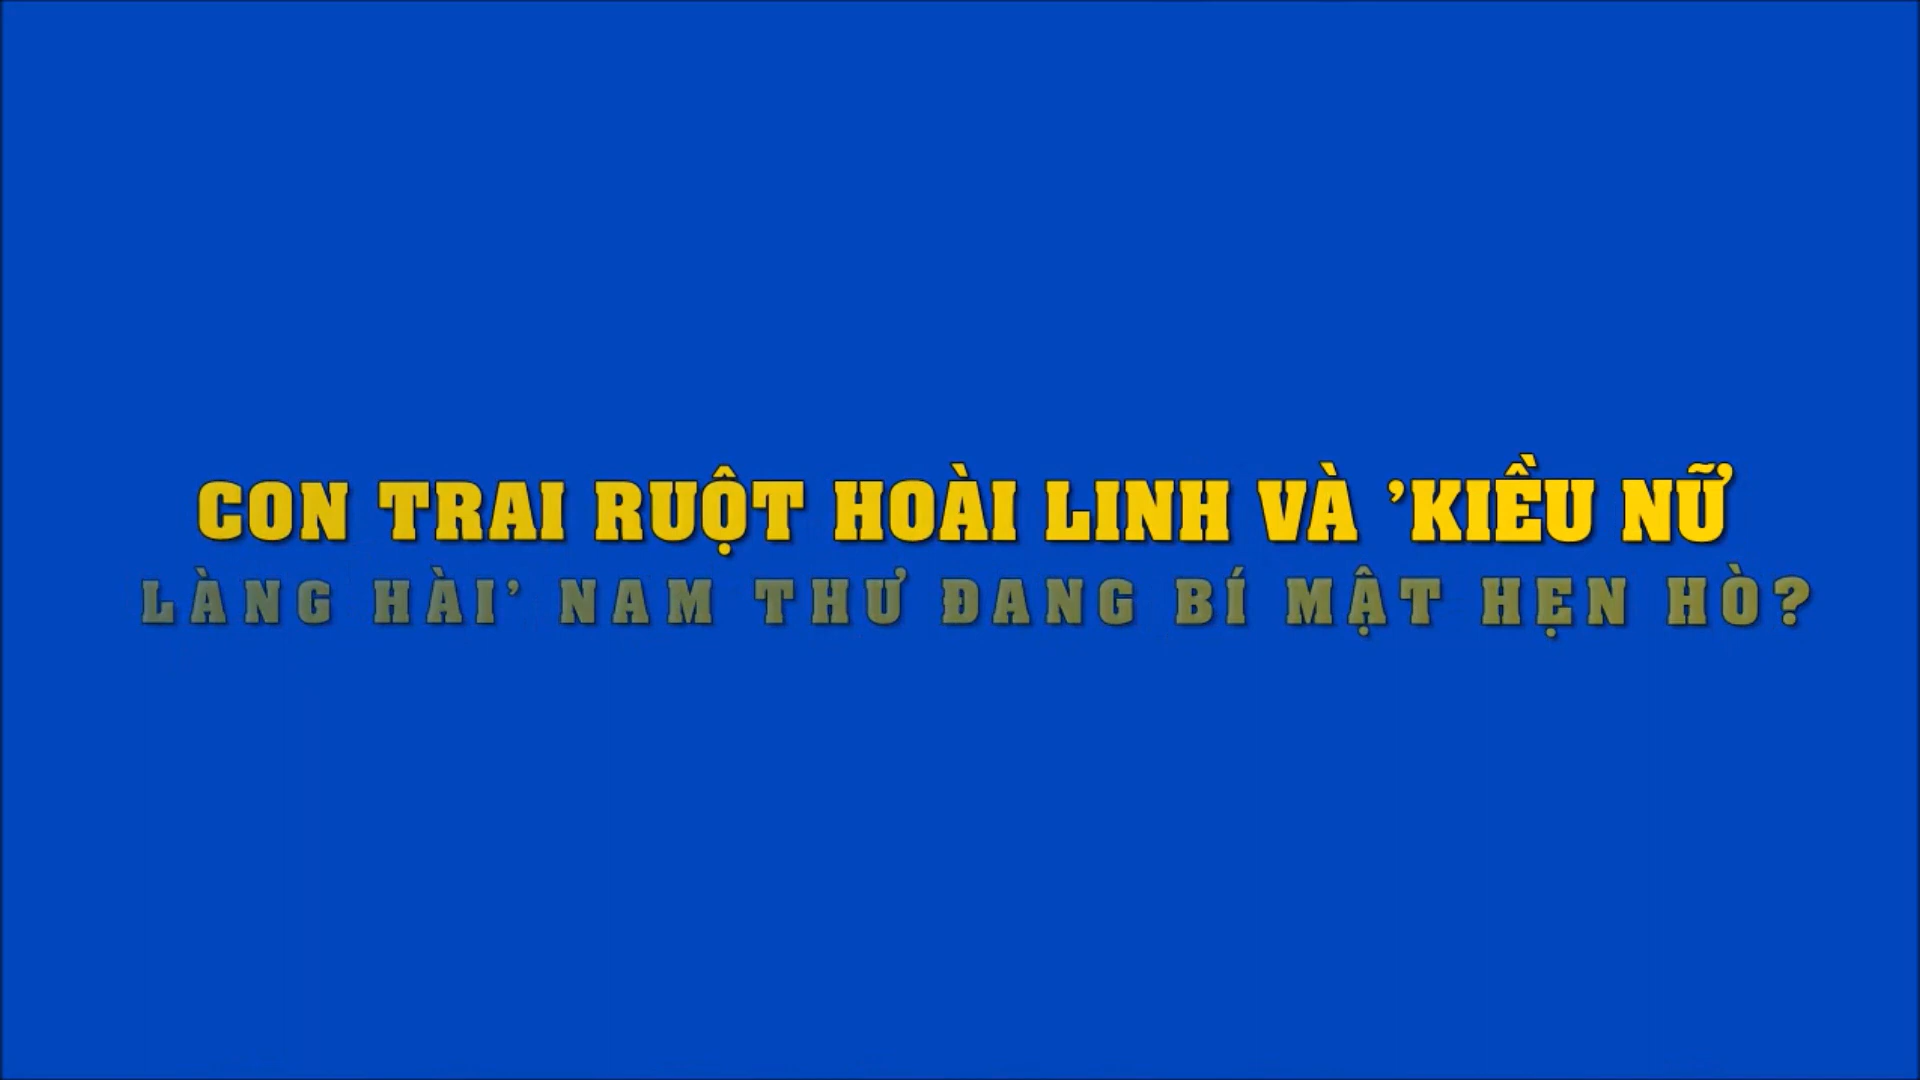 CON TRAI RUỘT HOÀI LINH VÀ ’KIỀU NỮ
LÀNG HÀI’ NAM THƯ ĐANG BÍ MẬT HẸN HÒ?